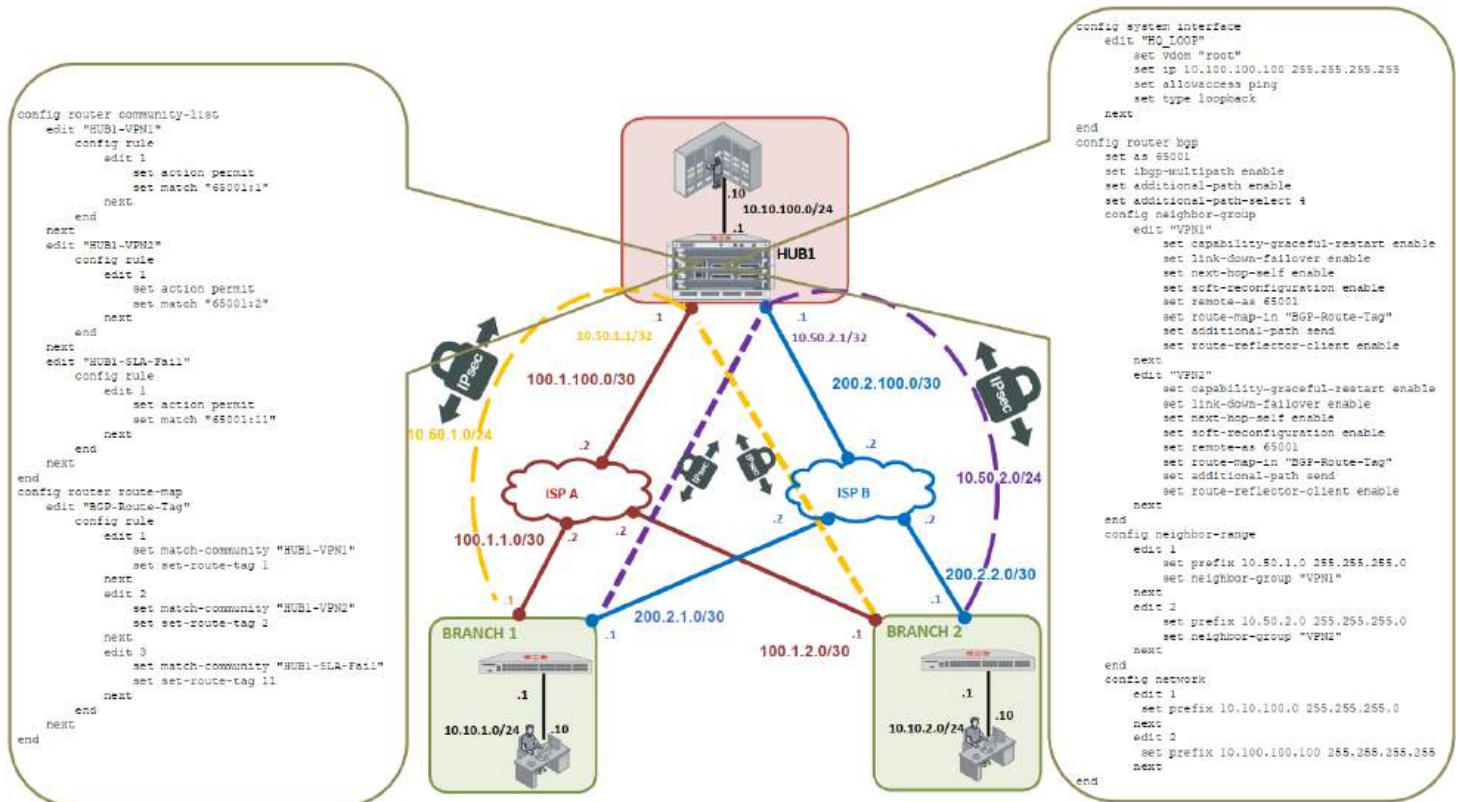 config router community-list
edit "HUB1-VPN1"
config rule
edit 1
set action permit
set match "65001:1"
next
end
next
edit "HUB1-VPN2"
config rule
edit 1
set action permit
set match "65001:2"
next
end
next
edit "HUB1-SLA-Fail"
config rule
edit 1
set action permit
set match "65001:11"
next
end
next
end
config router route-map
edit "BGP-Route-Tag"
config rule
edit 1
set match-community "HUB1-VPN1"
set set-route-tag 1
next
edit 2
set match-community "HUB1-VPN2"
set set-route-tag 2
next
edit 3
set match-community "HUB1-SLA-Fail"
set set-route-tag 11
next
end
next
end
.10
10.10.100.0/24
.1
HUB1
.1
.1
10.50.1.1/32
10.50.2.1/32
IPsec
IPsec
100.1.100.0/30
200.2.100.0/30
10.50.1.0/24
10.50.2.0/24
.2
.2
IPsec
IPsec
ISP A
ISP B
.2
.2
.2
.2
100.1.1.0/30
200.2.2.0/30
.1
.1
200.2.1.0/30
.1
.1
100.1.2.0/30
BRANCH 1
BRANCH 2
.1
.1
10.10.1.0/24
.10
10.10.2.0/24
.10
config system interface
edit "HQ_LOOP"
set vdom "root"
set ip 10.100.100.100 255.255.255.255
set allowaccess ping
set type loopback
next
end
config router bgp
set as 65001
set ibgp-multipath enable
set additional-path enable
set additional-path-select 4
config neighbor-group
edit "VPN1"
set capability-graceful-restart enable
set link-down-failover enable
set next-hop-self enable
set soft-reconfiguration enable
set remote-as 65001
set route-map-in "BGP-Route-Tag"
set additional-path send
set route-reflector-client enable
next
edit "VPN2"
set capability-graceful-restart enable
set link-down-failover enable
set next-hop-self enable
set soft-reconfiguration enable
set remote-as 65001
set route-map-in "BGP-Route-Tag"
set additional-path send
set route-reflector-client enable
next
end
config neighbor-range
edit 1
set prefix 10.50.1.0 255.255.255.0
set neighbor-group "VPN1"
next
edit 2
set prefix 10.50.2.0 255.255.255.0
set neighbor-group "VPN2"
next
end
config network
edit 1
set prefix 10.10.100.0 255.255.255.0
next
edit 2
set prefix 10.100.100.100 255.255.255.255
next
end